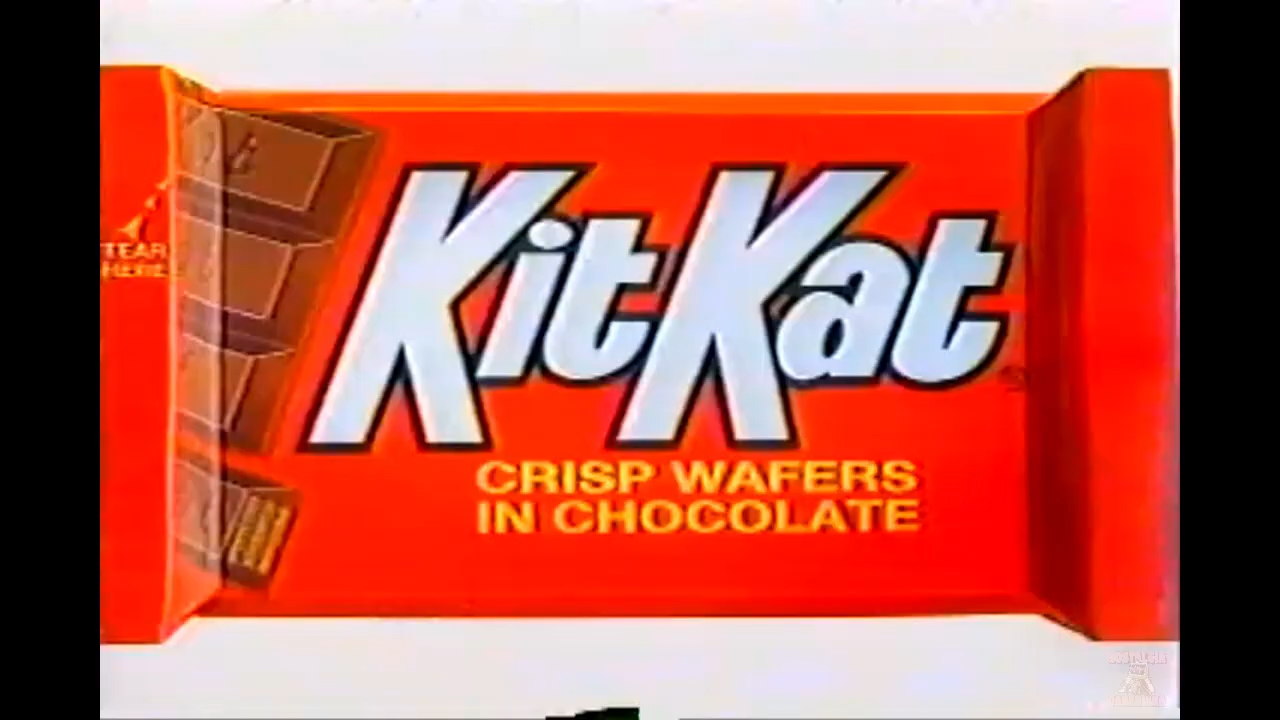 TEAR
HERE
KitKat
®
CRISP WAFERS
IN CHOCOLATE